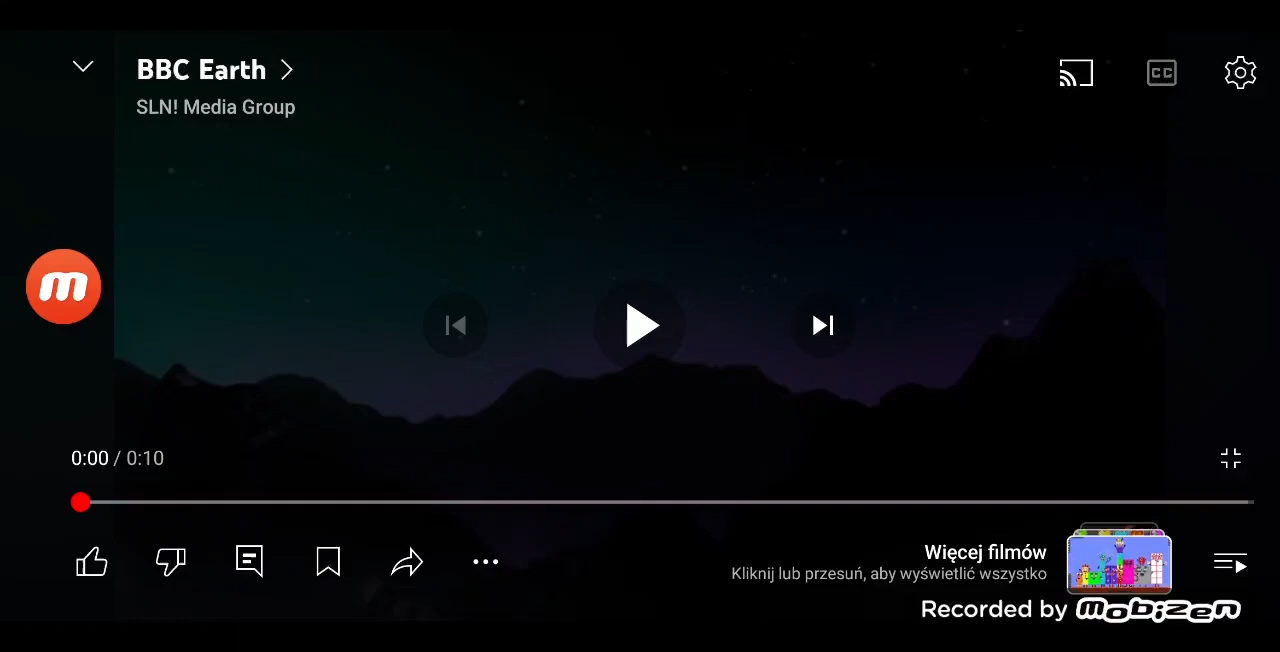 BBC Earth
SLN! Media Group
CC
m
0:00 / 0:10
Więcej filmów
Kliknij lub przesuń, aby wyświetlić wszystko
Recorded by mobizen